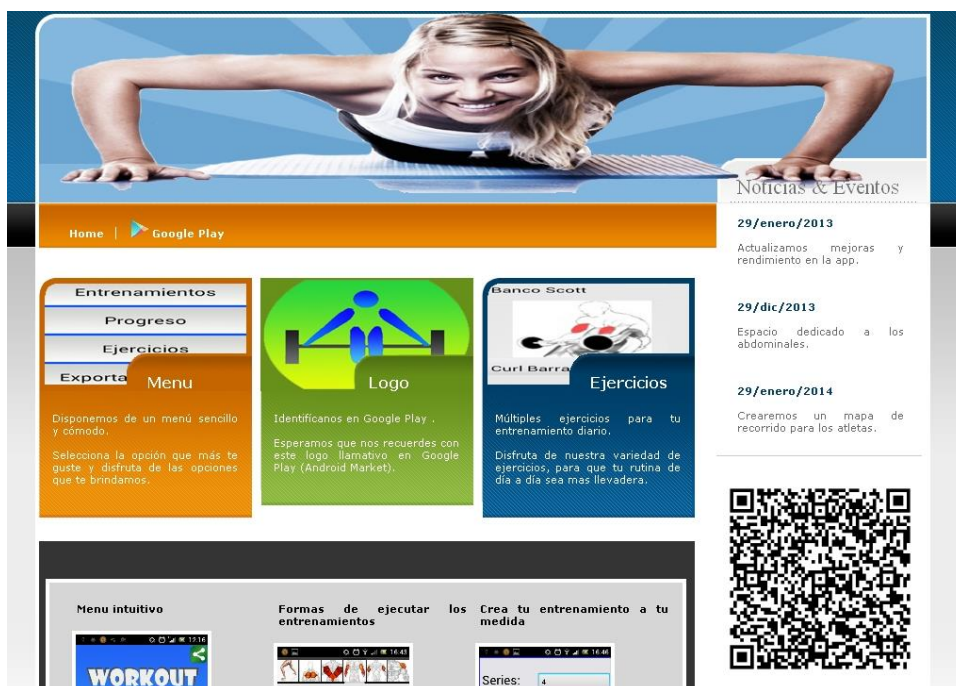 Noticias & Eventos
Home | Google Play
29/enero/2013
Actualizamos mejoras y
rendimiento en la app.
29/dic/2013
Espacio dedicado a los
abdominales.
29/enero/2014
Crearemos un mapa de
recorrido para los atletas.
Entrenamientos
Progreso
Ejercicios
Exporta
Menu
Disponemos de un menú sencillo
y cómodo.
Selecciona la opción que más te
guste y disfruta de las opciones
que te brindamos.
Logo
Identifícanos en Google Play .
Esperamos que nos recuerdes con
este logo llamativo en Google
Play (Android Market).
Banco Scott
Curl Barra
Ejercicios
Múltiples ejercicios para tu
entrenamiento diario.
Disfruta de nuestra variedad de
ejercicios, para que tu rutina de
día a día sea mas llevadera.
Menu intuitivo
WORKOUT
Formas de ejecutar los
entrenamientos
16:45
Crea tu entrenamiento a tu
medida
16:46
Series: 4